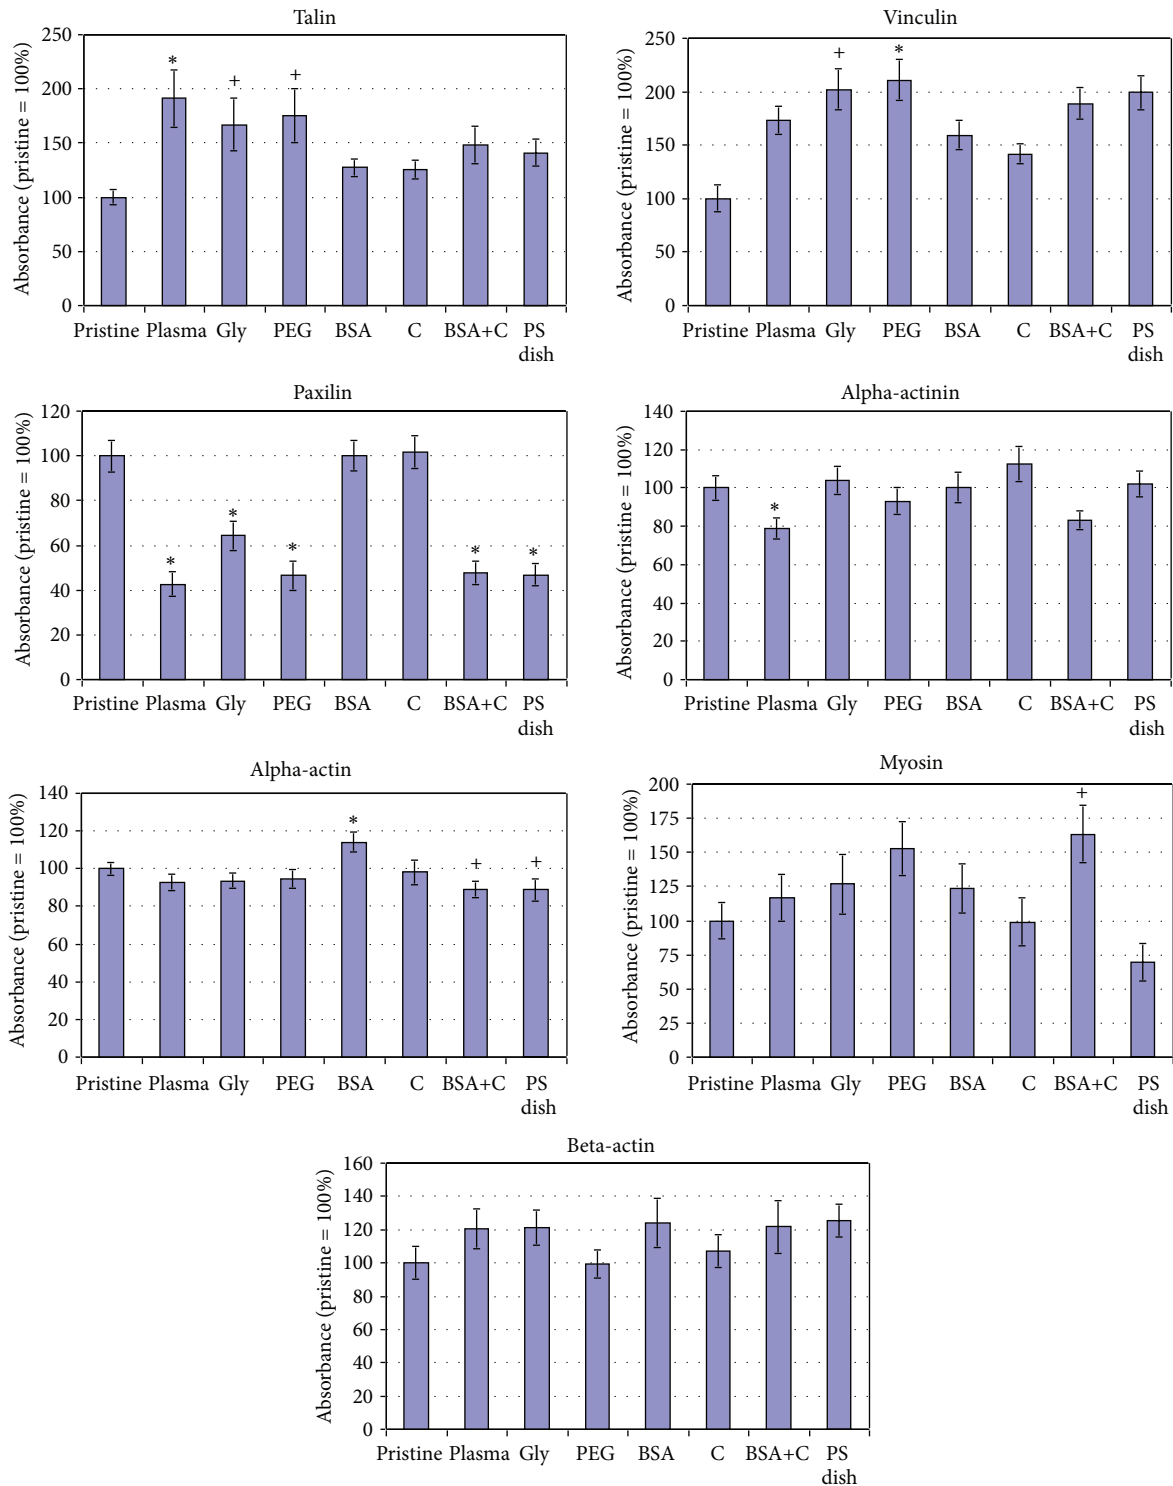 Talin
Absorbance (pristine = 100%)
250
200
150
100
50
0
* + +
Pristine Plasma Gly PEG BSA C BSA+C PS
dish
Vinculin
Absorbance (pristine = 100%)
250
200
150
100
50
0
+ *
Pristine Plasma Gly PEG BSA C BSA+C PS
dish
Paxilin
Absorbance (pristine = 100%)
120
100
80
60
40
20
0
* * * * *
Pristine Plasma Gly PEG BSA C BSA+C PS
dish
Alpha-actinin
Absorbance (pristine = 100%)
140
120
100
80
60
40
20
0
*
Pristine Plasma Gly PEG BSA C BSA+C PS
dish
Alpha-actin
Absorbance (pristine = 100%)
140
120
100
80
60
40
20
0
* + +
Pristine Plasma Gly PEG BSA C BSA+C PS
dish
Myosin
Absorbance (pristine = 100%)
200
175
150
125
100
75
50
25
0
+
Pristine Plasma Gly PEG BSA C BSA+C PS
dish
Beta-actin
Absorbance (pristine = 100%)
160
140
120
100
80
60
40
20
0
Pristine Plasma Gly PEG BSA C BSA+C PS
dish